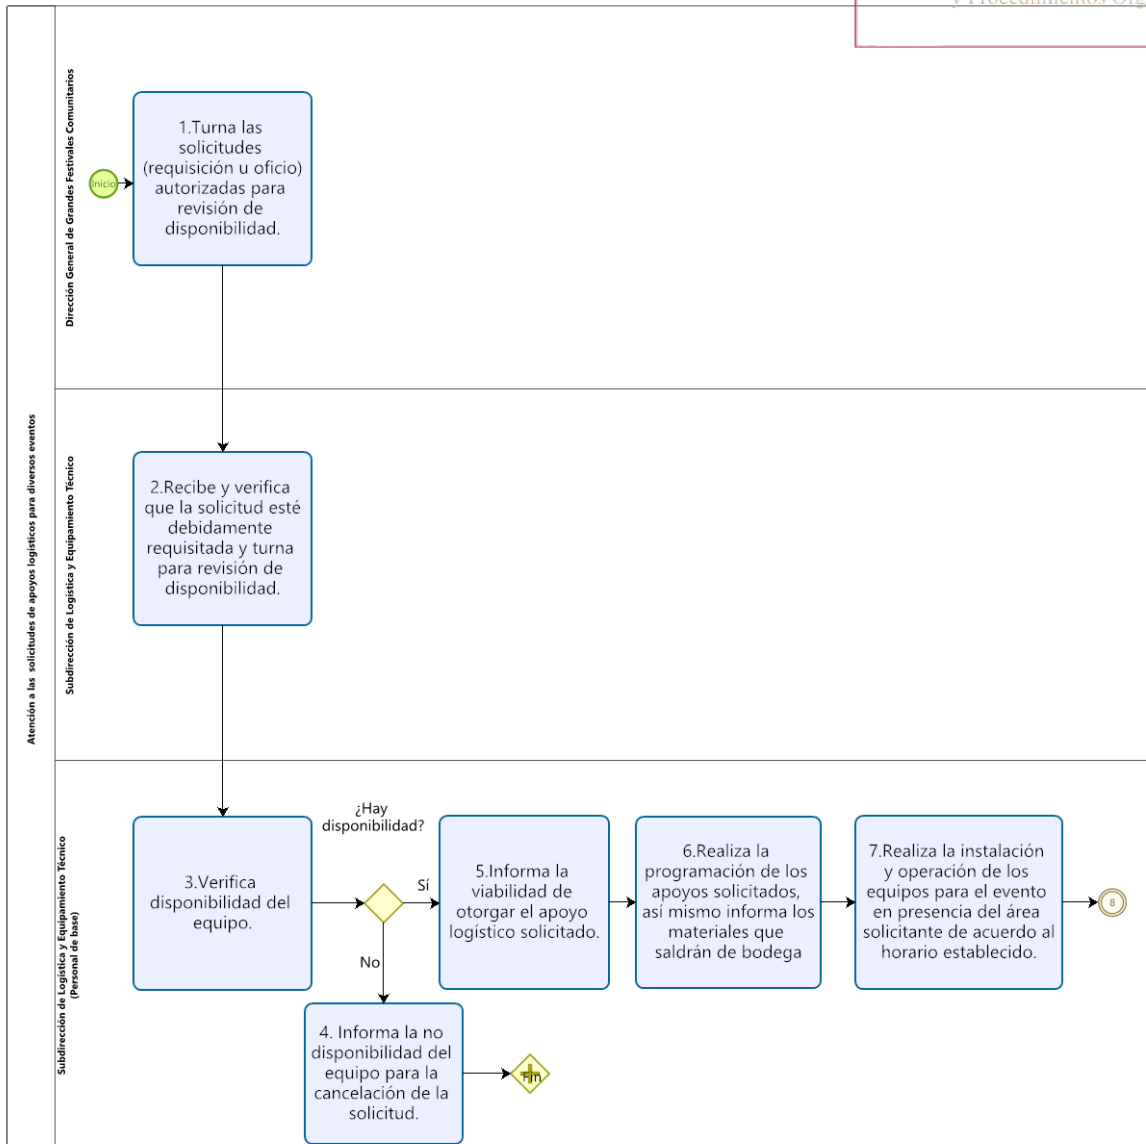 y Procedimientos Org
Atención a las solicitudes de apoyos logísticos para diversos eventos
Dirección General de Grandes Festivales Comunitarios
Inicio
1.Turna las
solicitudes
(requisición u oficio)
autorizadas para
revisión de
disponibilidad.
Subdirección de Logística y Equipamiento Técnico
2.Recibe y verifica
que la solicitud esté
debidamente
requisitada y turna
para revisión de
disponibilidad.
Subdirección de Logística y Equipamiento Técnico
(Personal de base)
3.Verifica
disponibilidad del
equipo.
¿Hay
disponibilidad?
Sí
No
5.Informa la
viabilidad de
otorgar el apoyo
logístico solicitado.
6.Realiza la
programación de los
apoyos solicitados,
así mismo informa los
materiales que
saldrán de bodega
7.Realiza la instalación
y operación de los
equipos para el evento
en presencia del área
solicitante de acuerdo al
horario establecido.
8
4. Informa la no
disponibilidad del
equipo para la
cancelación de la
solicitud.
Fin